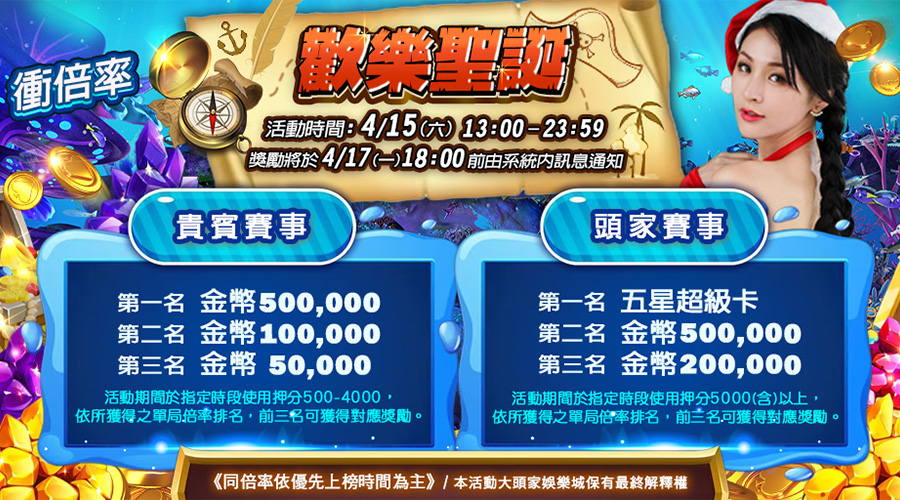 衝倍率
歡樂聖誕
活動時間：4/15(六) 13:00-23:59
獎勵將於 4/17(一)18:00 前由系統內訊息通知
貴賓賽事
第一名 金幣500,000
第二名 金幣100,000
第三名 金幣 50,000
活動期間於指定時段使用押分500-4000，
依所獲得之單局倍率排名，前三名可獲得對應獎勵。
頭家賽事
第一名 五星超級卡
第二名 金幣500,000
第三名 金幣200,000
活動期間於指定時段使用押分5000(含)以上，
依所獲得之單局倍率排名，前三名可獲得對應獎勵。
《同倍率依優先上榜時間為主》/ 本活動大頭家娛樂城保有最終解釋權